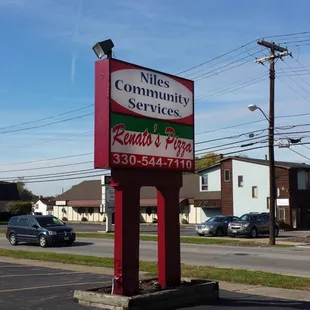 Niles
Community
Services.
Renato's Pizza
330-544-7110